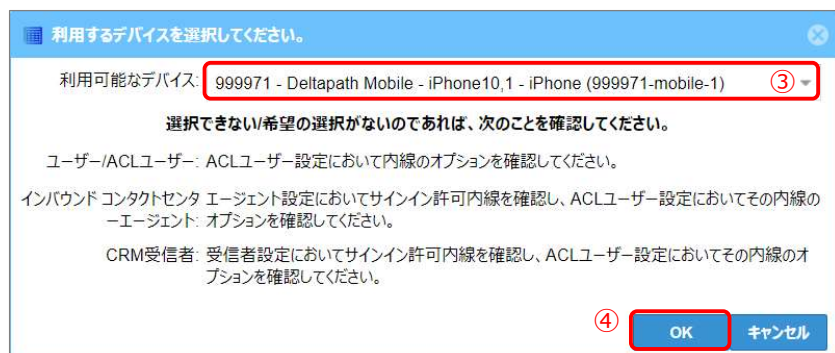 利用するデバイスを選択してください。
利用可能なデバイス: 999971 - Deltapath Mobile - iPhone10,1 - iPhone (999971-mobile-1) ③
選択できない/希望の選択がないのであれば、次のことを確認してください。
ユーザー/ACLユーザー: ACLユーザー設定において内線のオプションを確認してください。
インバウンド コンタクトセンタ エージェント設定においてサインイン許可内線を確認し、ACLユーザー設定においてその内線の
ーエージェント: オプションを確認してください。
CRM受信者: 受信者設定においてサインイン許可内線を確認し、ACLユーザー設定においてその内線のオ
プションを確認してください。
④ OK キャンセル